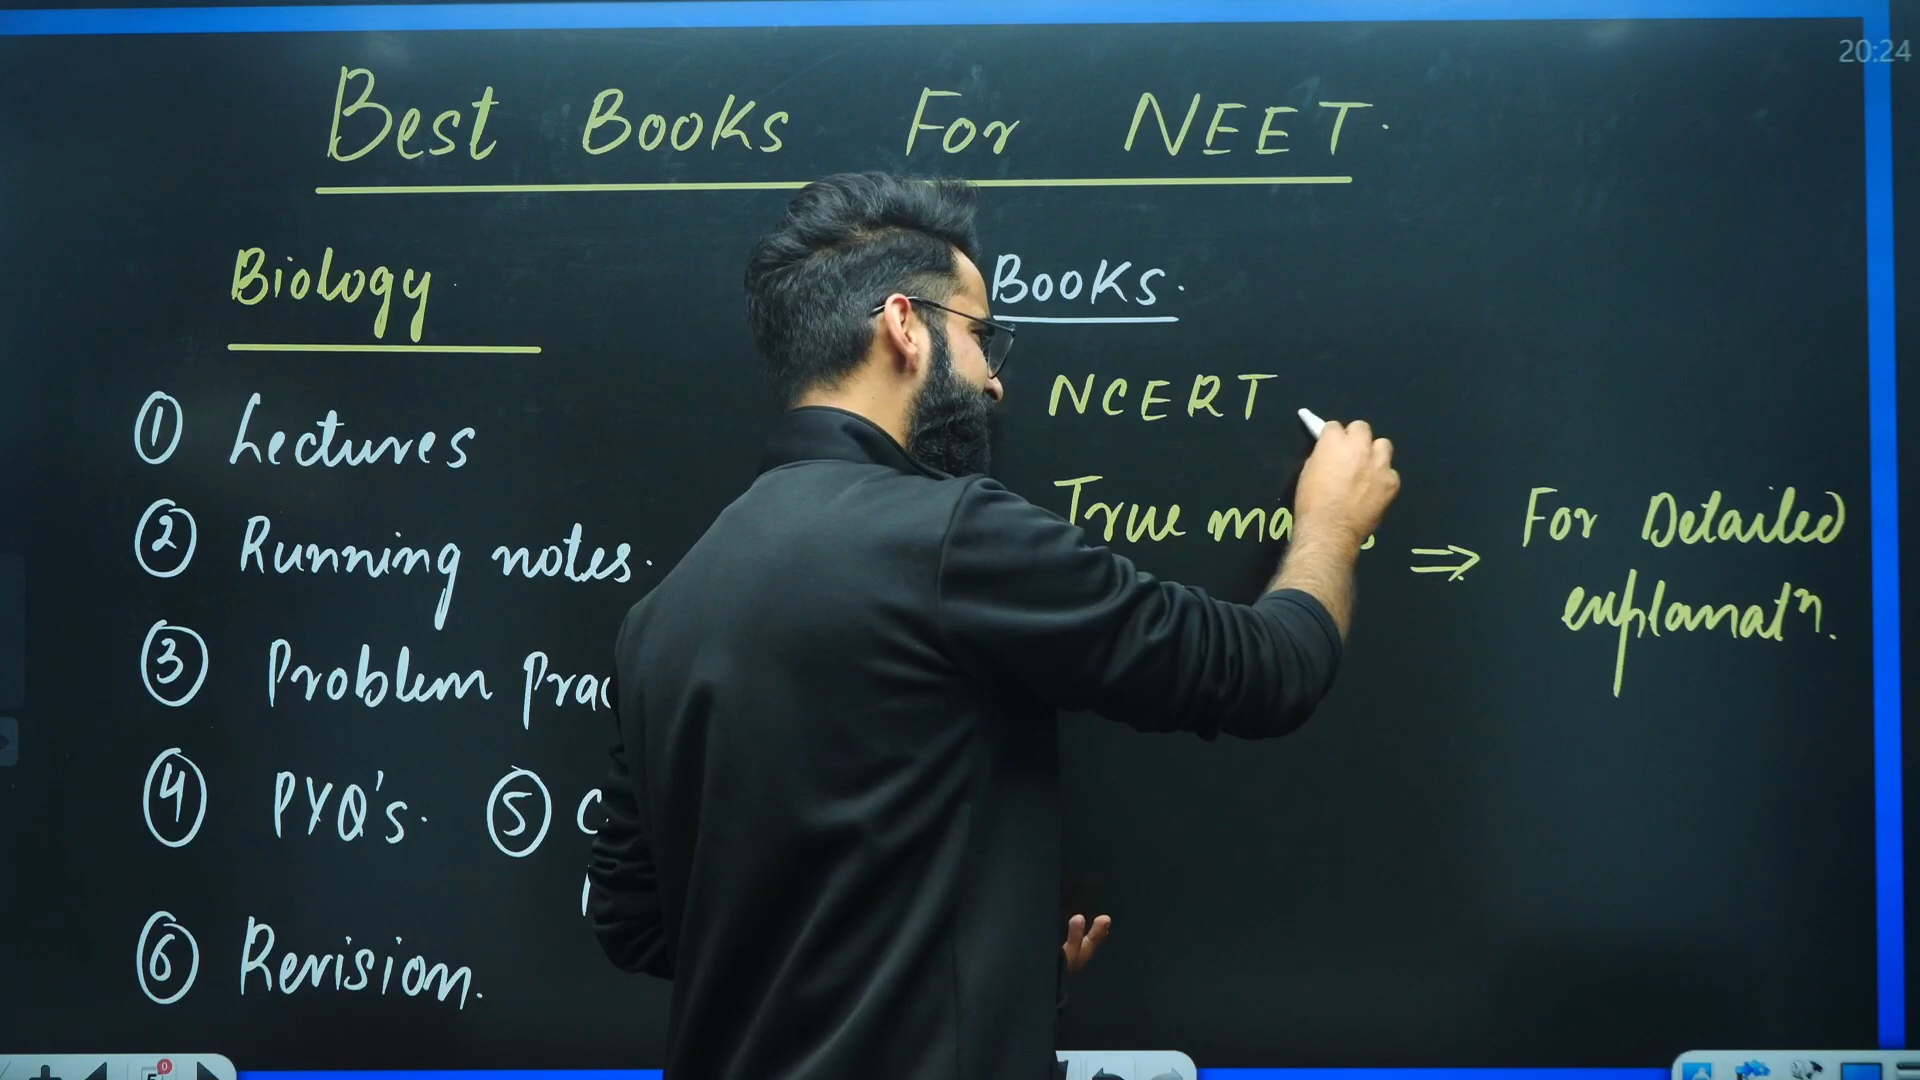 20:24
Best Books For NEET.
Biology.
Books.
① Lectures
NCERT
② Running notes.
True
⇒ For Detailed
explanatⁿ.
③ Problem
④ PYQ's. ⑤
⑥ Revision.